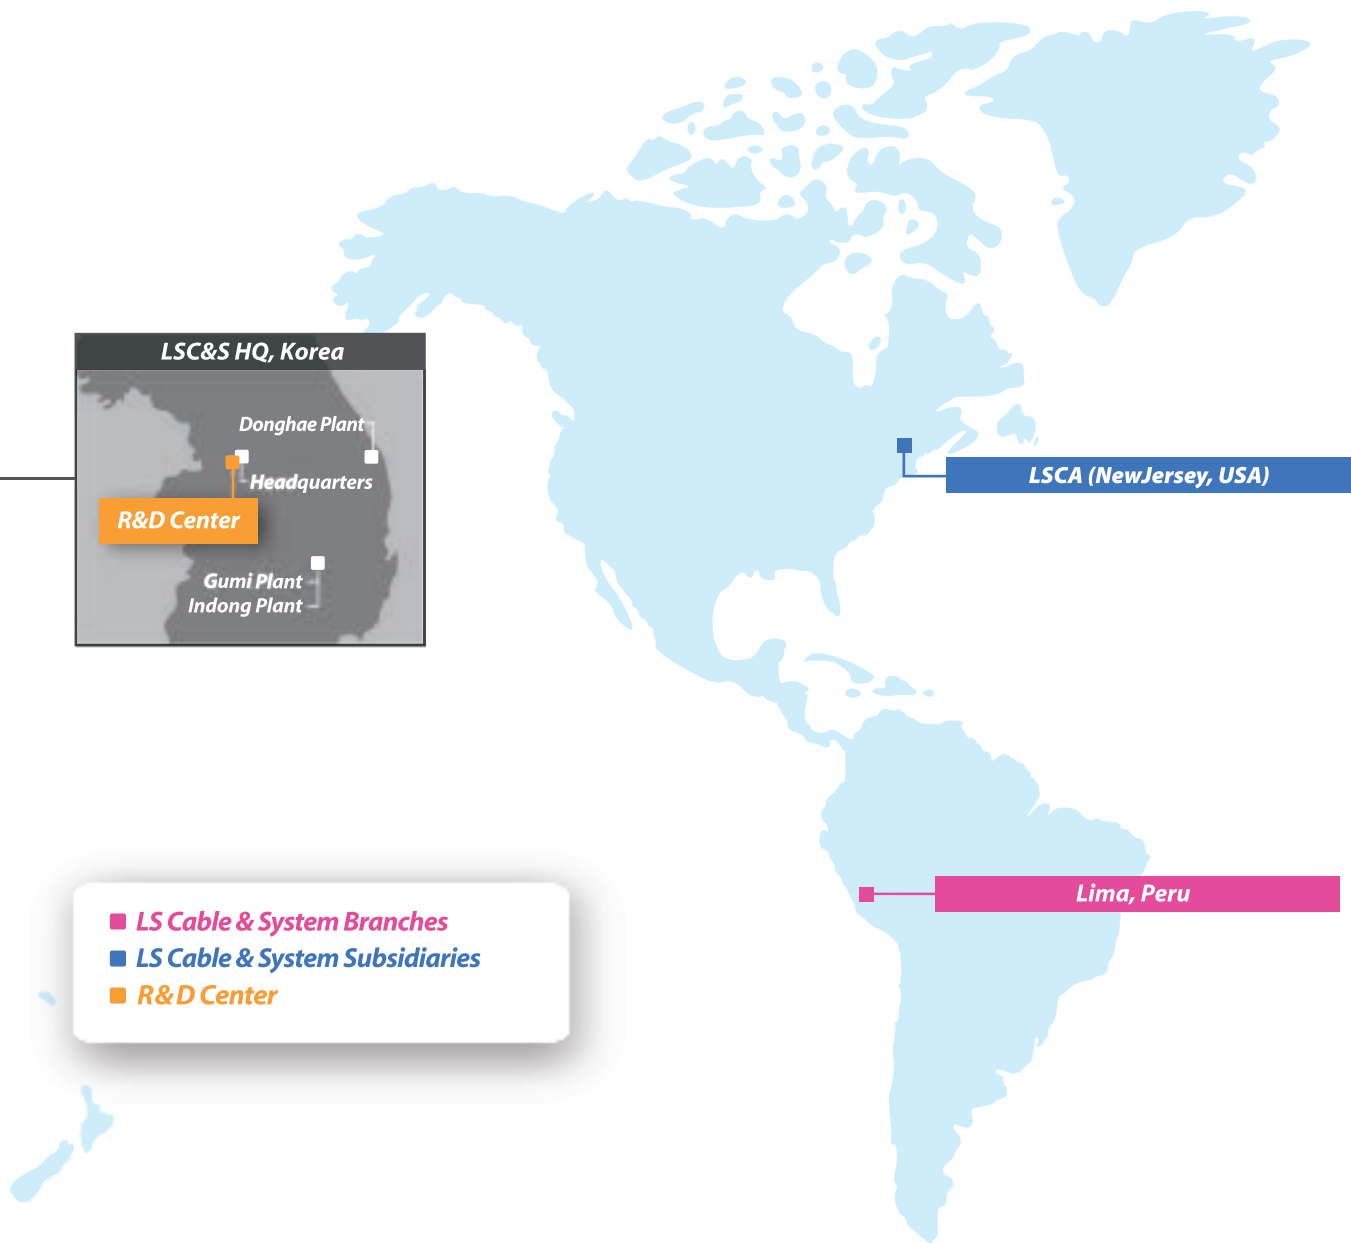 LSC&S HQ, Korea
Donghae Plant
Headquarters
R&D Center
Gumi Plant
Indong Plant
LSCA (NewJersey, USA)
Lima, Peru
LS Cable & System Branches
LS Cable & System Subsidiaries
R&D Center